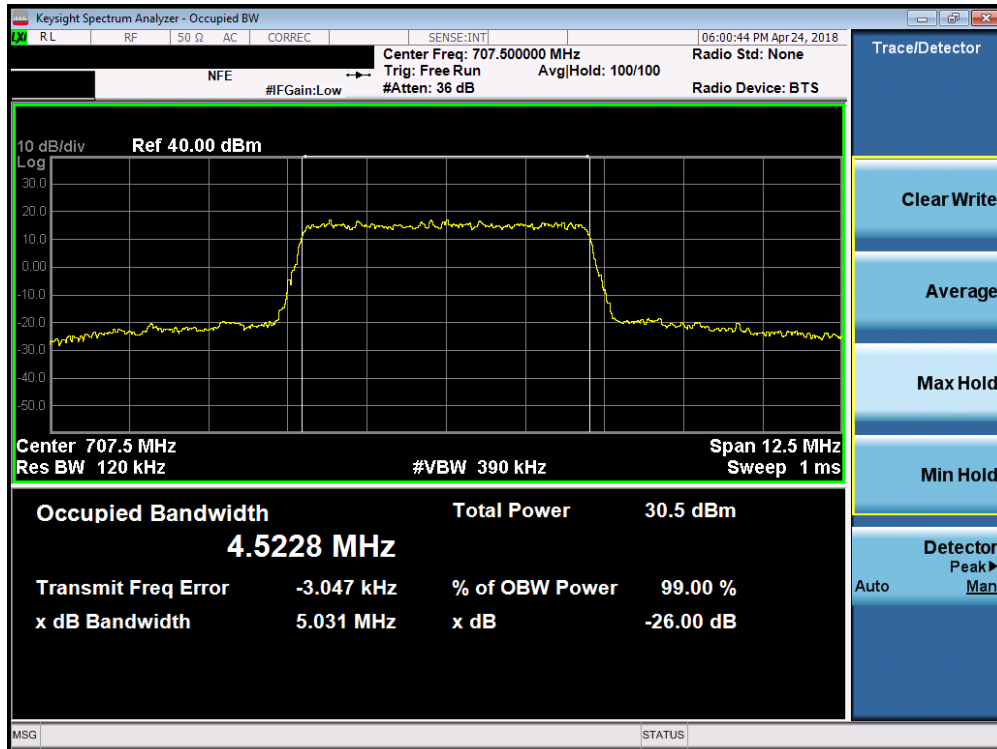 Keysight Spectrum Analyzer - Occupied BW
LXI RL RF 50 Ω AC CORREC SENSE:INT 06:00:44 PM Apr 24, 2018
NFE
#IFGain:Low
Center Freq: 707.500000 MHz
Trig: Free Run Avg|Hold: 100/100
#Atten: 36 dB
Radio Std: None
Radio Device: BTS
10 dB/div Ref 40.00 dBm
Log
30.0
20.0
10.0
0.00
-10.0
-20.0
-30.0
-40.0
-50.0
Center 707.5 MHz Span 12.5 MHz
Res BW 120 kHz #VBW 390 kHz Sweep 1 ms
Occupied Bandwidth Total Power 30.5 dBm
4.5228 MHz
Transmit Freq Error -3.047 kHz % of OBW Power 99.00 %
x dB Bandwidth 5.031 MHz x dB -26.00 dB
MSG STATUS
Trace/Detector
Clear Write
Average
Max Hold
Min Hold
Detector
Peak▶
Auto Man